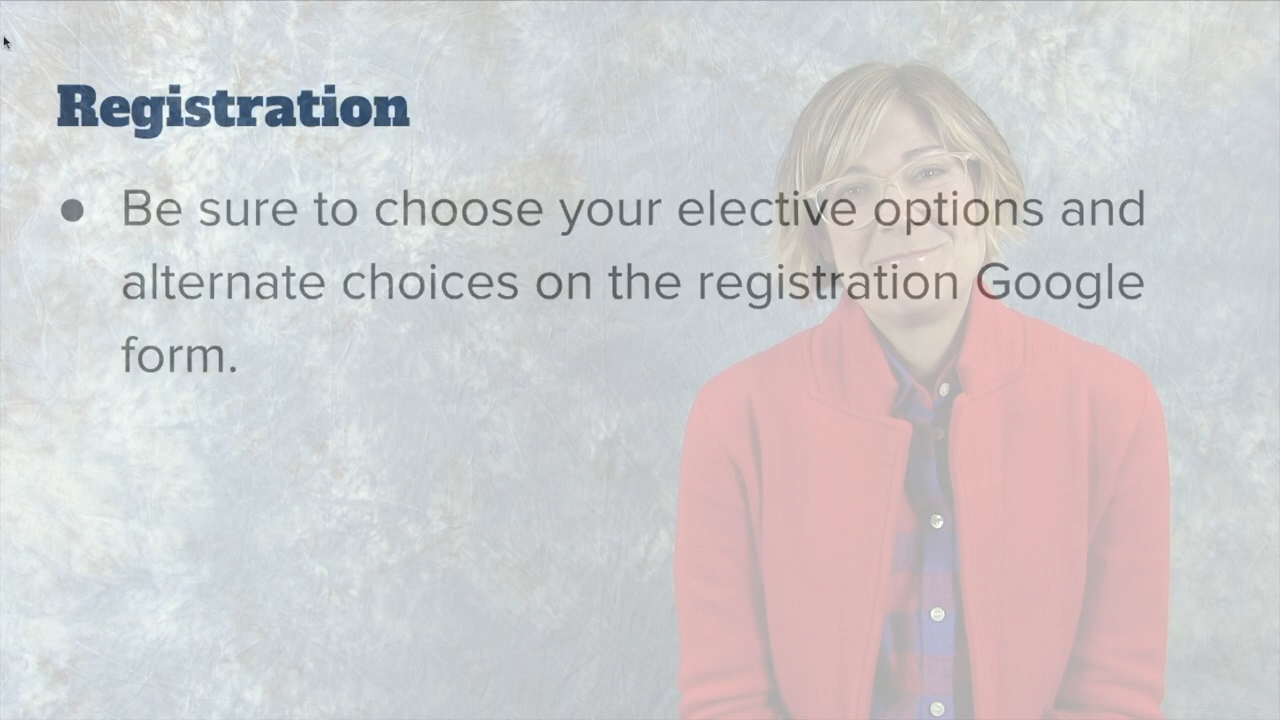 Registration
● Be sure to choose your elective options and
alternate choices on the registration Google
form.